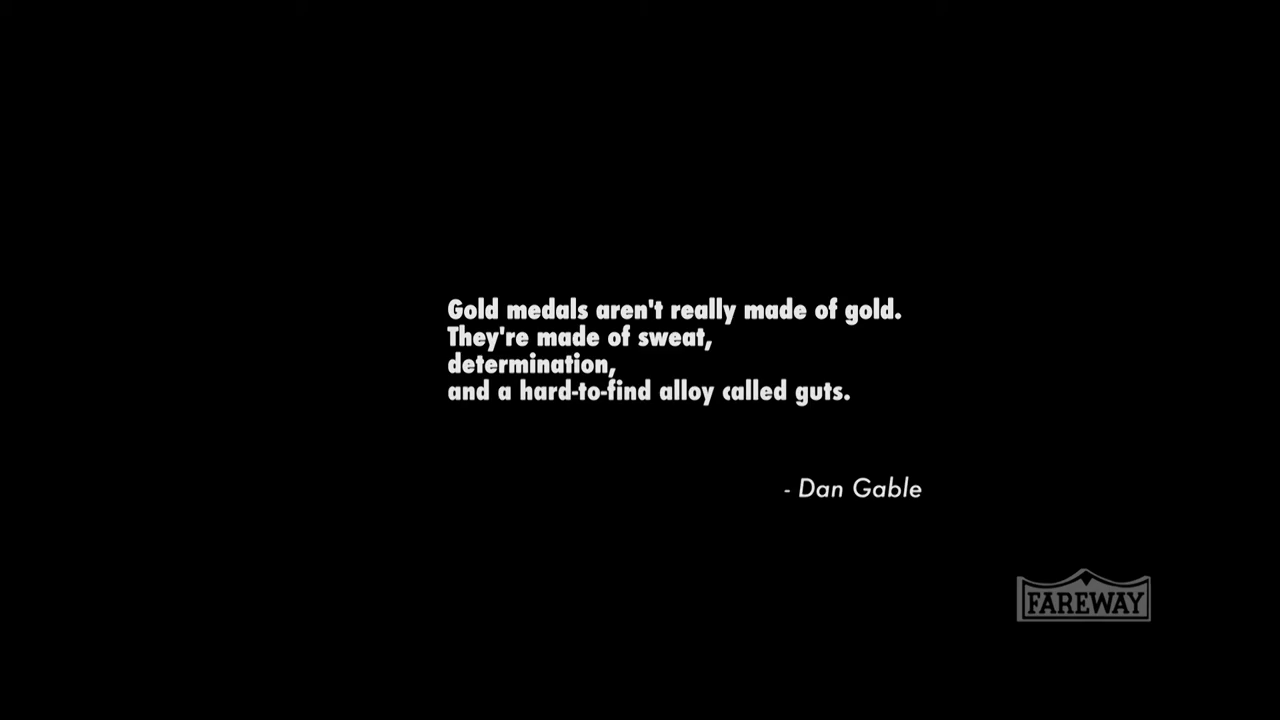 Gold medals aren't really made of gold.
They're made of sweat,
determination,
and a hard-to-find alloy called guts.
- Dan Gable
FAREWAY